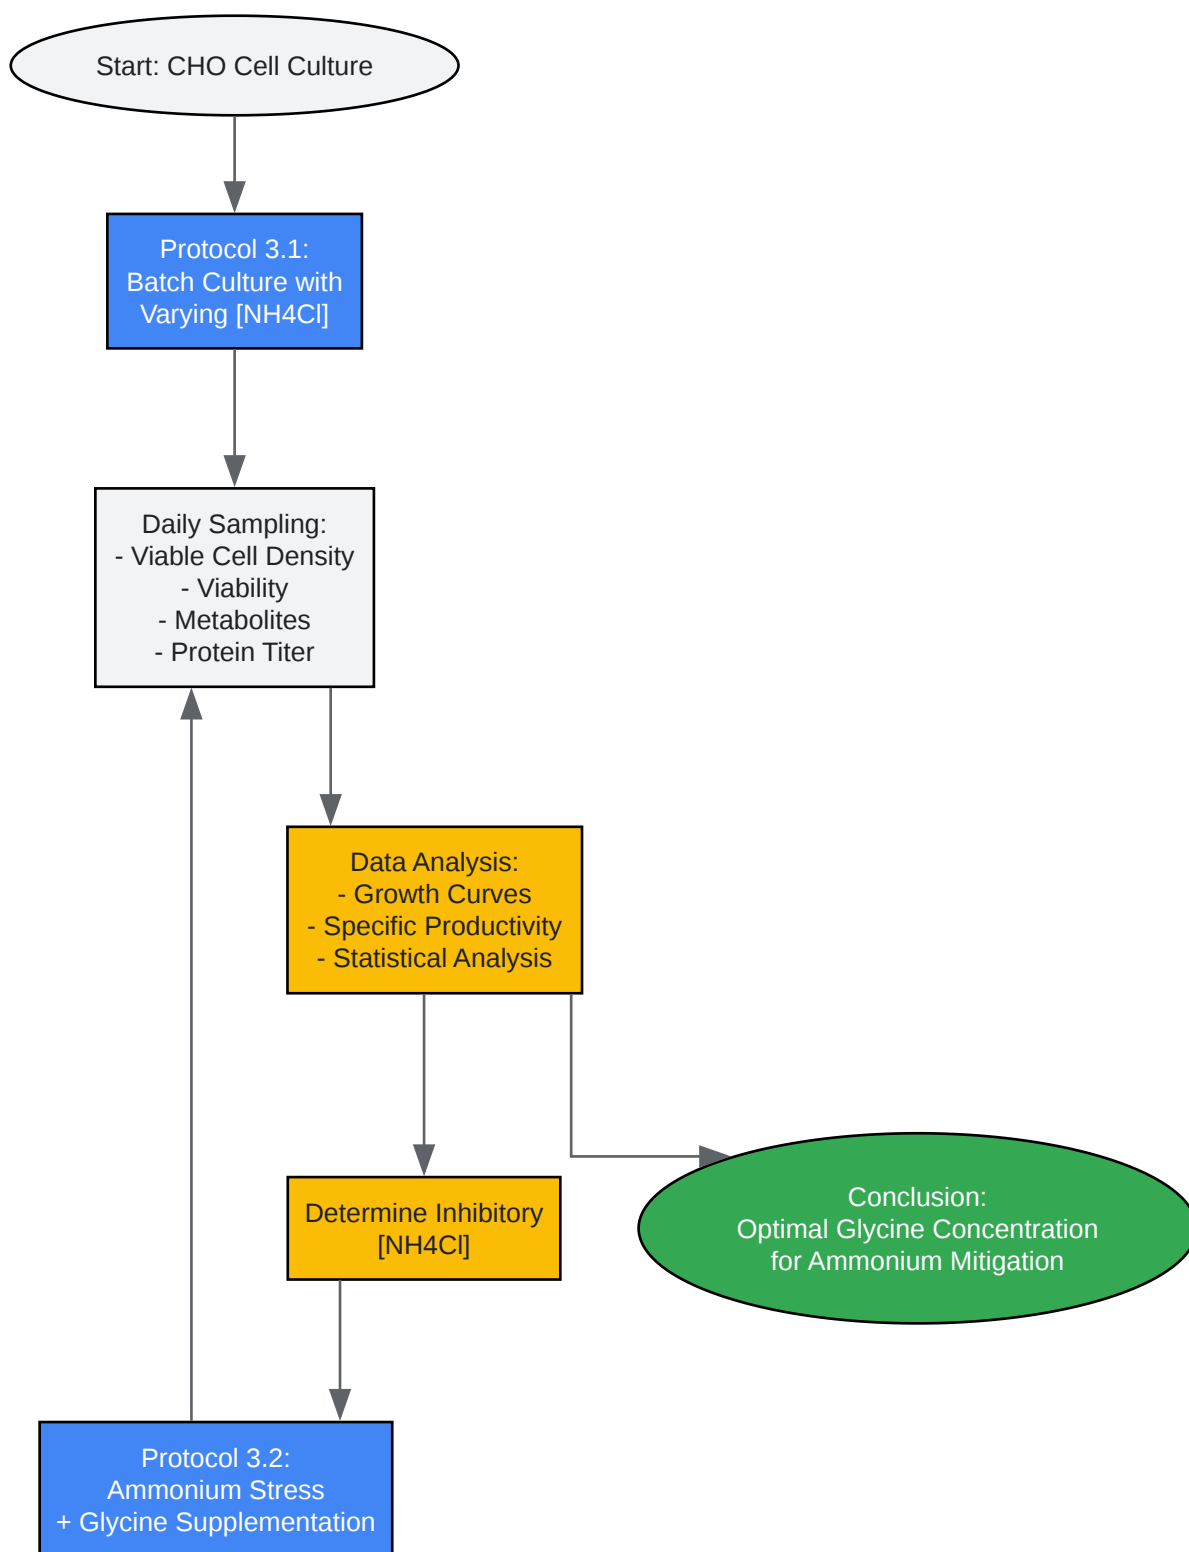 Start: CHO Cell Culture
Protocol 3.1:
Batch Culture with
Varying [NH4Cl]
Daily Sampling:
- Viable Cell Density
- Viability
- Metabolites
- Protein Titer
Data Analysis:
- Growth Curves
- Specific Productivity
- Statistical Analysis
Determine Inhibitory
[NH4Cl]
Conclusion:
Optimal Glycine Concentration
for Ammonium Mitigation
Protocol 3.2:
Ammonium Stress
+ Glycine Supplementation